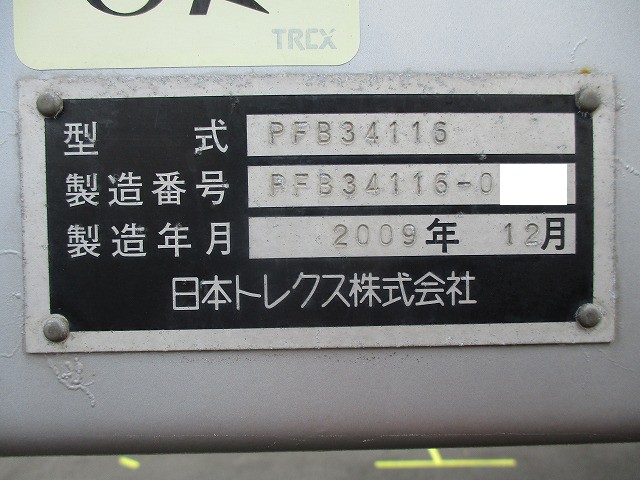 TREX
型 式 PFB34116
製造番号 PFB34116-0
製造年月 2009年 12月
日本トレクス株式会社